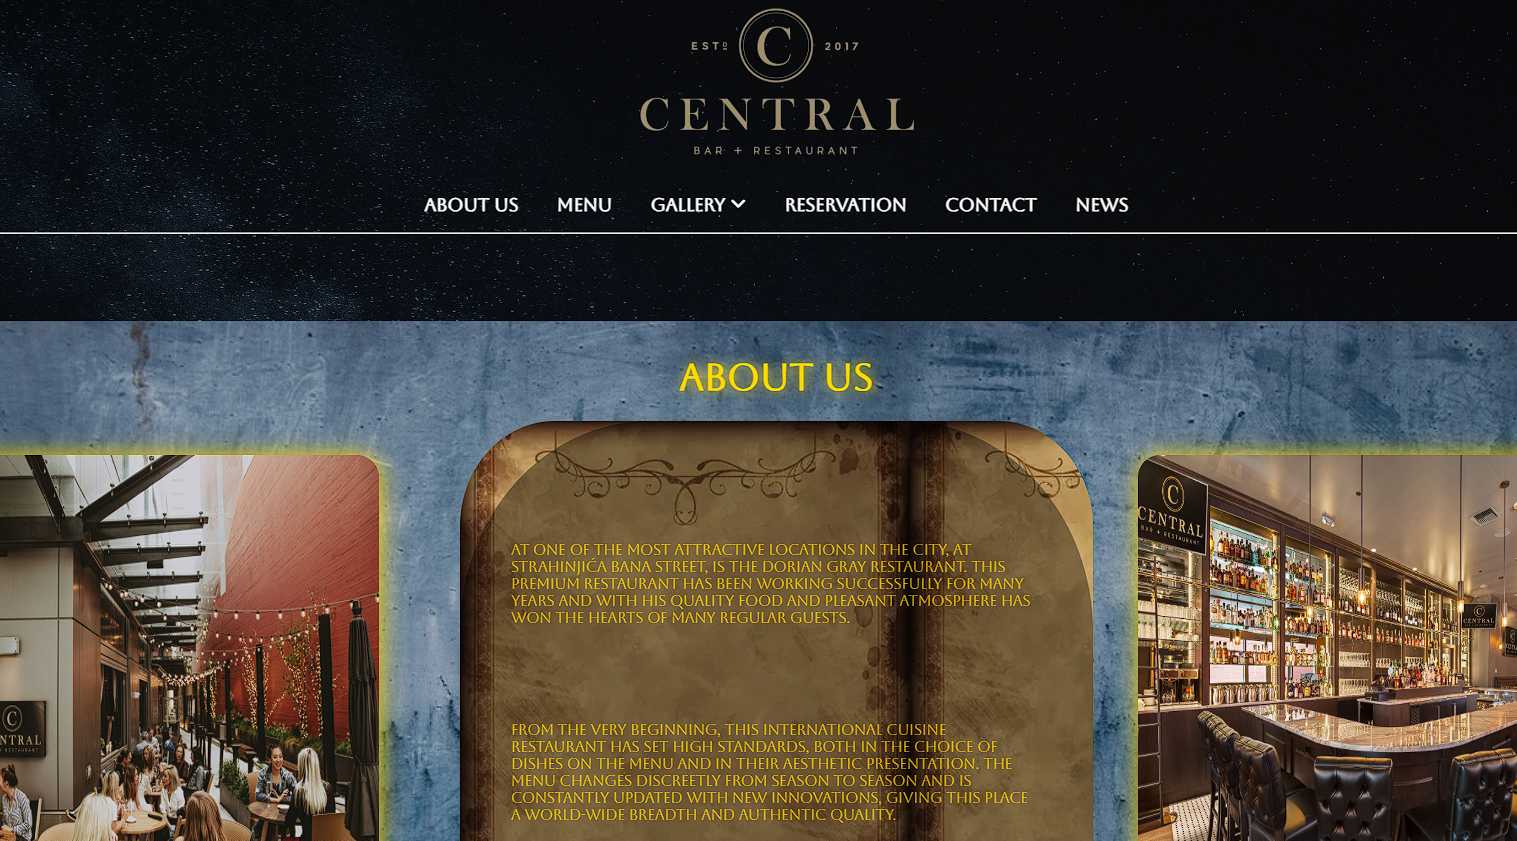 ESTD 2017
C
CENTRAL
BAR + RESTAURANT
ABOUT US MENU GALLERY RESERVATION CONTACT NEWS
ABOUT US
AT ONE OF THE MOST ATTRACTIVE LOCATIONS IN THE CITY, AT
STRAHINJIĆA BANA STREET, IS THE DORIAN GRAY RESTAURANT. THIS
PREMIUM RESTAURANT HAS BEEN WORKING SUCCESSFULLY FOR MANY
YEARS AND WITH HIS QUALITY FOOD AND PLEASANT ATMOSPHERE HAS
WON THE HEARTS OF MANY REGULAR GUESTS.
FROM THE VERY BEGINNING, THIS INTERNATIONAL CUISINE
RESTAURANT HAS SET HIGH STANDARDS, BOTH IN THE CHOICE OF
DISHES ON THE MENU AND IN THEIR AESTHETIC PRESENTATION. THE
MENU CHANGES DISCREETLY FROM SEASON TO SEASON AND IS
CONSTANTLY UPDATED WITH NEW INNOVATIONS, GIVING THIS PLACE
A WORLD-WIDE BREADTH AND AUTHENTIC QUALITY.
C
NTRAL
RESTAURANT
C
CENTRAL
BAR + RESTAURANT
C
CENTRAL